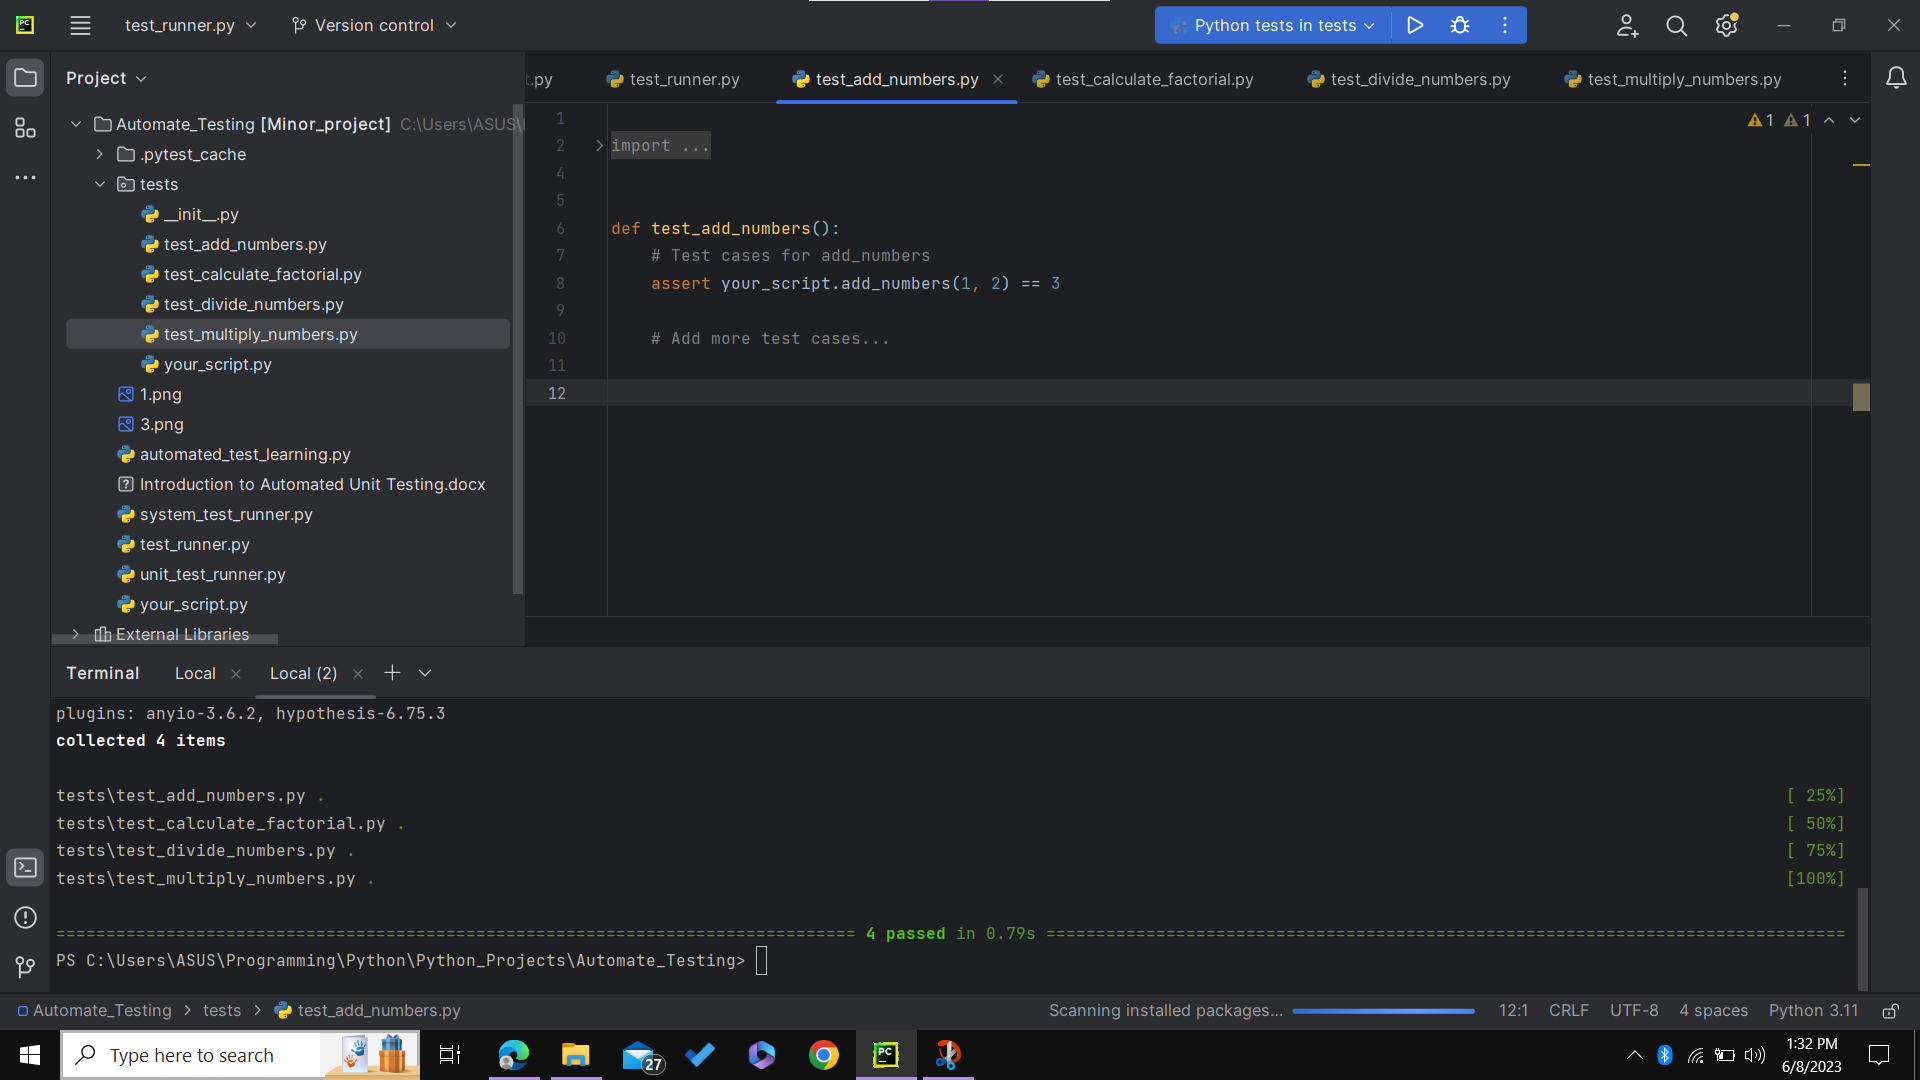 PC test_runner.py Version control Python tests in tests
Project
.py test_runner.py test_add_numbers.py test_calculate_factorial.py test_divide_numbers.py test_multiply_numbers.py
Automate_Testing [Minor_project] C:\Users\ASUS\
.pytest_cache
tests
__init__.py
test_add_numbers.py
test_calculate_factorial.py
test_divide_numbers.py
test_multiply_numbers.py
your_script.py
1.png
3.png
automated_test_learning.py
Introduction to Automated Unit Testing.docx
system_test_runner.py
test_runner.py
unit_test_runner.py
your_script.py
External Libraries
1 1
1
2 import ...
4
5
6 def test_add_numbers():
7 # Test cases for add_numbers
8 assert your_script.add_numbers(1, 2) == 3
9
10 # Add more test cases...
11
12
Terminal Local Local (2)
plugins: anyio-3.6.2, hypothesis-6.75.3
collected 4 items
tests\test_add_numbers.py . [ 25%]
tests\test_calculate_factorial.py . [ 50%]
tests\test_divide_numbers.py . [ 75%]
tests\test_multiply_numbers.py . [100%]
================================================================================ 4 passed in 0.79s ================================================================================
PS C:\Users\ASUS\Programming\Python\Python_Projects\Automate_Testing>
Automate_Testing > tests > test_add_numbers.py Scanning installed packages... 12:1 CRLF UTF-8 4 spaces Python 3.11
Type here to search 27 PC 1:32 PM
6/8/2023